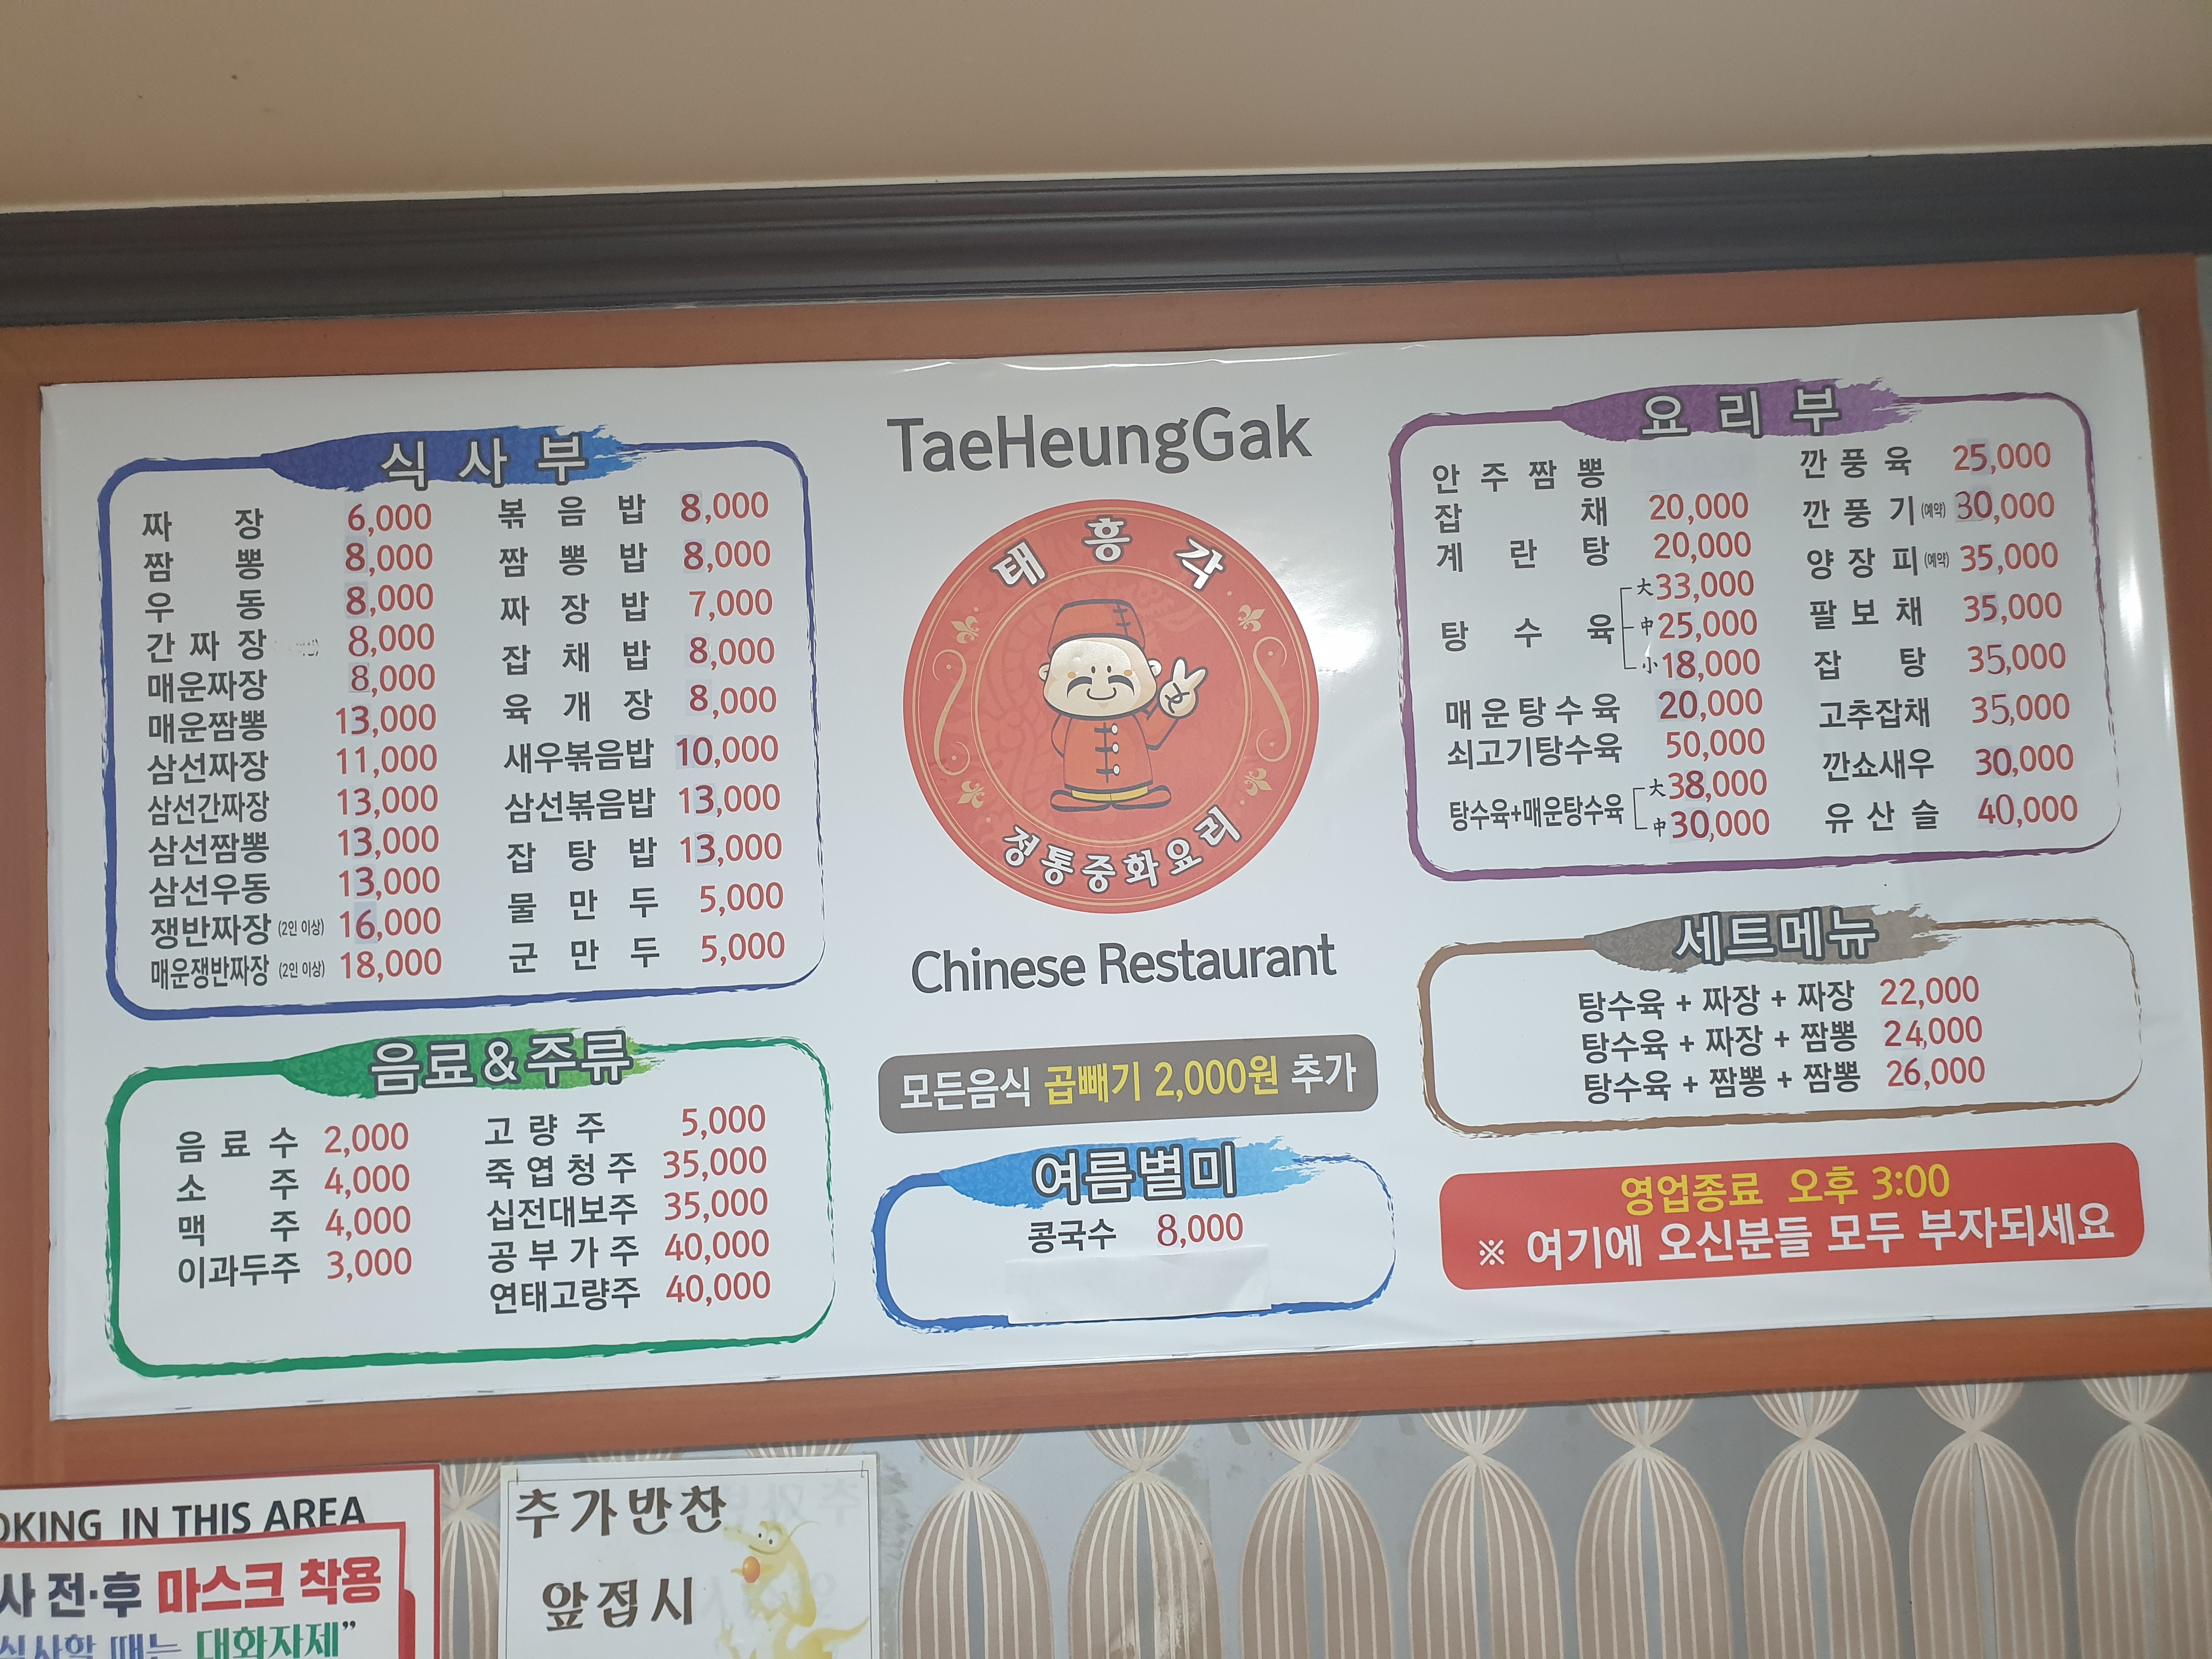 TaeHeungGak
태흥각
정통중화요리
Chinese Restaurant
식사부
짜장 6,000
짬뽕 8,000
우동 8,000
간짜장 8,000
매운짜장 8,000
매운짬뽕 13,000
삼선짜장 11,000
삼선간짜장 13,000
삼선짬뽕 13,000
삼선우동 13,000
쟁반짜장 (2인 이상) 16,000
매운쟁반짜장 (2인 이상) 18,000
볶음밥 8,000
짬뽕밥 8,000
짜장밥 7,000
잡채밥 8,000
육개장 8,000
새우볶음밥 10,000
삼선볶음밥 13,000
잡탕밥 13,000
물만두 5,000
군만두 5,000
음료&주류
음료수 2,000
소주 4,000
맥주 4,000
이과두주 3,000
고량주 5,000
죽엽청주 35,000
십전대보주 35,000
공부가주 40,000
연태고량주 40,000
모든음식 곱빼기 2,000원 추가
여름별미
콩국수 8,000
요리부
안주짬뽕
잡채 20,000
계란탕 20,000
탕수육 大 33,000
中 25,000
小 18,000
매운탕수육 20,000
쇠고기탕수육 50,000
탕수육+매운탕수육 大 38,000
中 30,000
깐풍육 25,000
깐풍기 (예약) 30,000
양장피 (예약) 35,000
팔보채 35,000
잡탕 35,000
고추잡채 35,000
깐쇼새우 30,000
유산슬 40,000
세트메뉴
탕수육 + 짜장 + 짜장 22,000
탕수육 + 짜장 + 짬뽕 24,000
탕수육 + 짬뽕 + 짬뽕 26,000
영업종료 오후 3:00
※ 여기에 오신분들 모두 부자되세요
OKING IN THIS AREA
사 전·후 마스크 착용
식사할 때는 대화자제”
추가반찬
앞접시